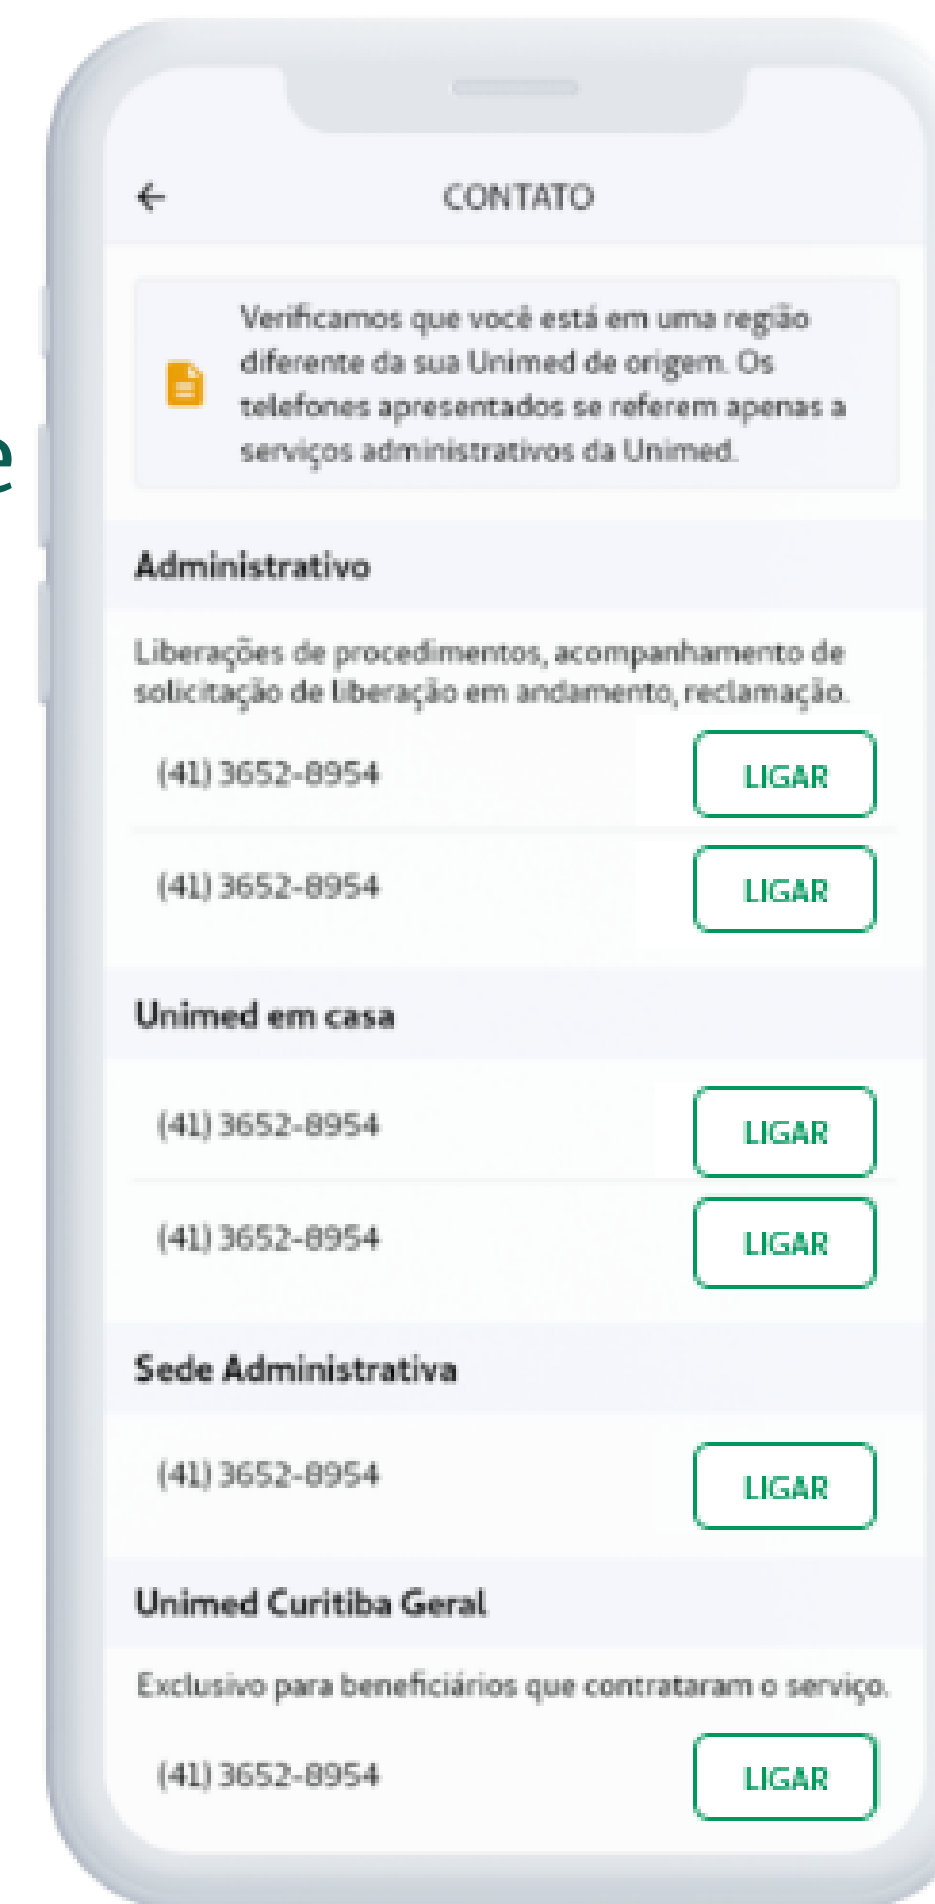 CONTATO
Verificamos que você está em uma região
diferente da sua Unimed de origem. Os
telefones apresentados se referem apenas a
serviços administrativos da Unimed.
e
Administrativo
Liberações de procedimentos, acompanhamento de
solicitação de liberação em andamento, reclamação.
(41) 3652-8954 LIGAR
(41) 3652-8954 LIGAR
Unimed em casa
(41) 3652-8954 LIGAR
(41) 3652-8954 LIGAR
Sede Administrativa
(41) 3652-8954 LIGAR
Unimed Curitiba Geral
Exclusivo para beneficiários que contrataram o serviço.
(41) 3652-8954 LIGAR